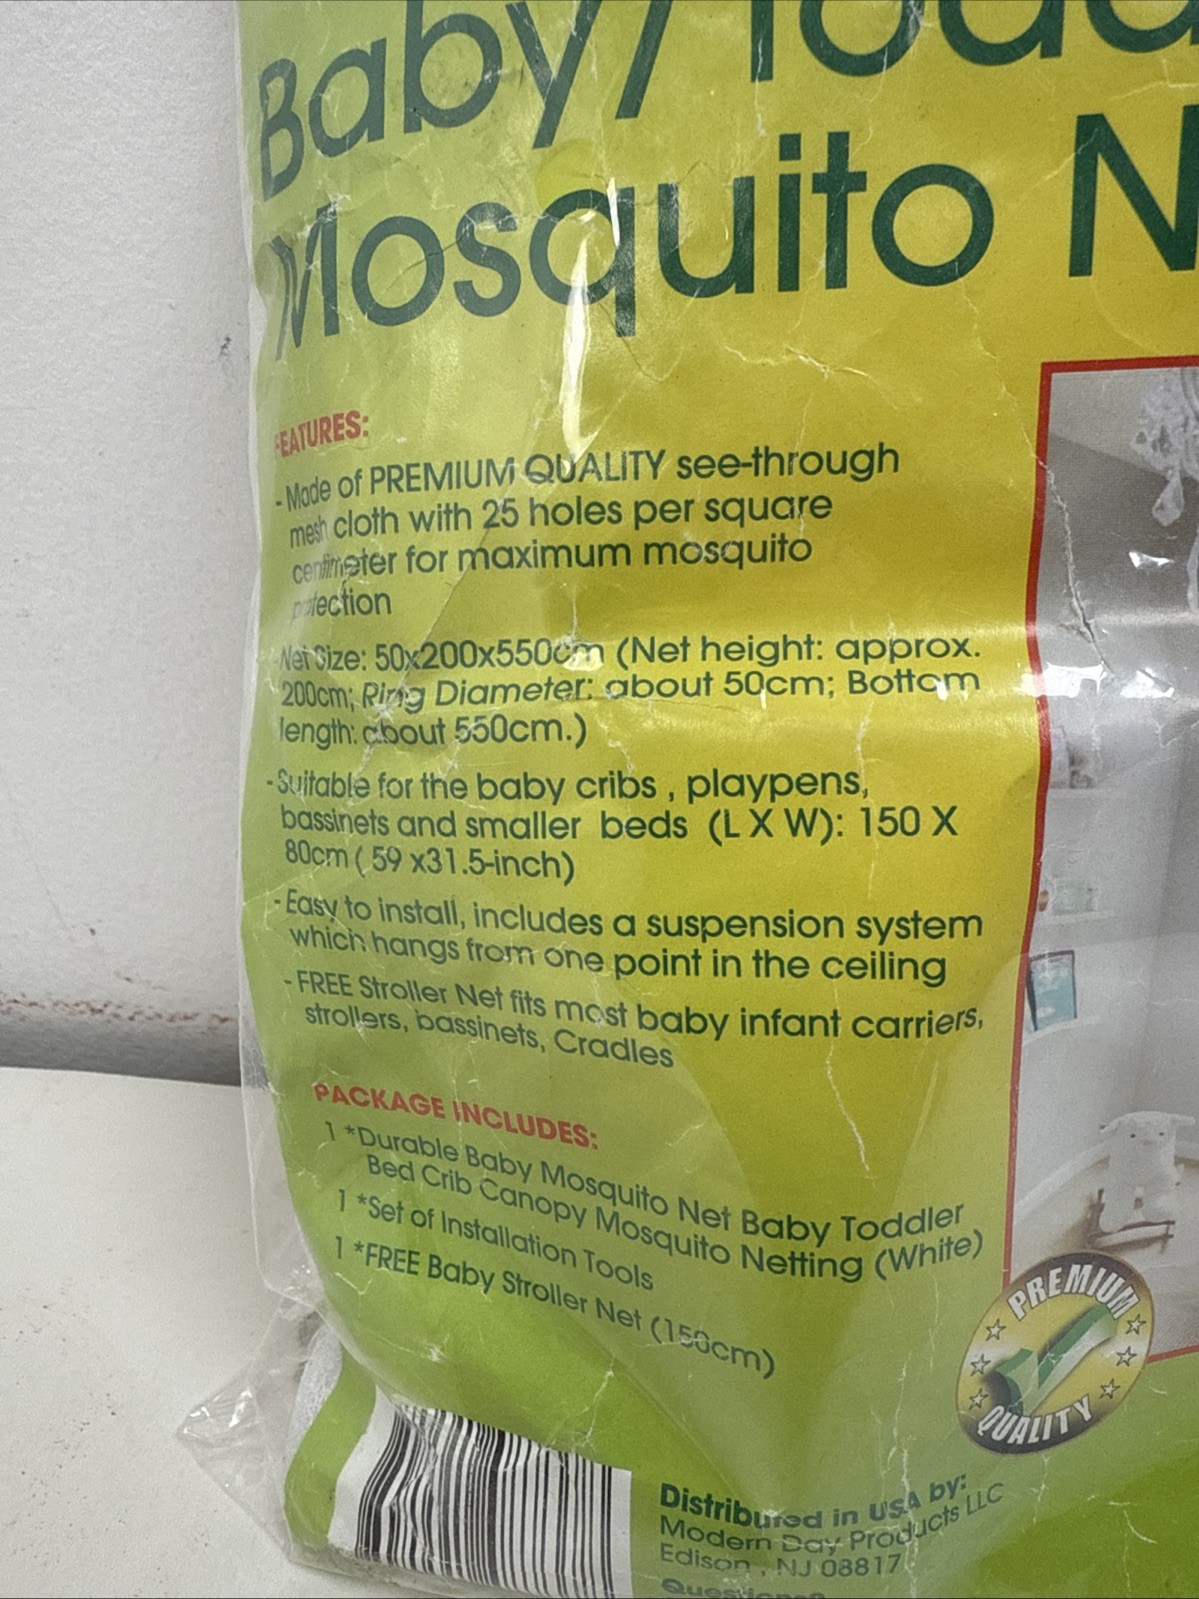 Baby/Todd
Mosquito N
FEATURES:
- Made of PREMIUM QUALITY see-through
mesh cloth with 25 holes per square
centimeter for maximum mosquito
protection
Net Size: 50x200x550cm (Net height: approx.
200cm; Ring Diameter: about 50cm; Bottom
length: about 550cm.)
- Suitable for the baby cribs , playpens,
bassinets and smaller beds (L X W): 150 X
80cm ( 59 x31.5-inch)
- Easy to install, includes a suspension system
which hangs from one point in the ceiling
- FREE Stroller Net fits most baby infant carriers,
strollers, bassinets, Cradles
PACKAGE INCLUDES:
1 *Durable Baby Mosquito Net Baby Toddler
Bed Crib Canopy Mosquito Netting (White)
1 *Set of Installation Tools
1 *FREE Baby Stroller Net (150cm)
PREMIUM
QUALITY
Distributed in USA by:
Modern Day Products LLC
Edison , NJ 08817
Questions?